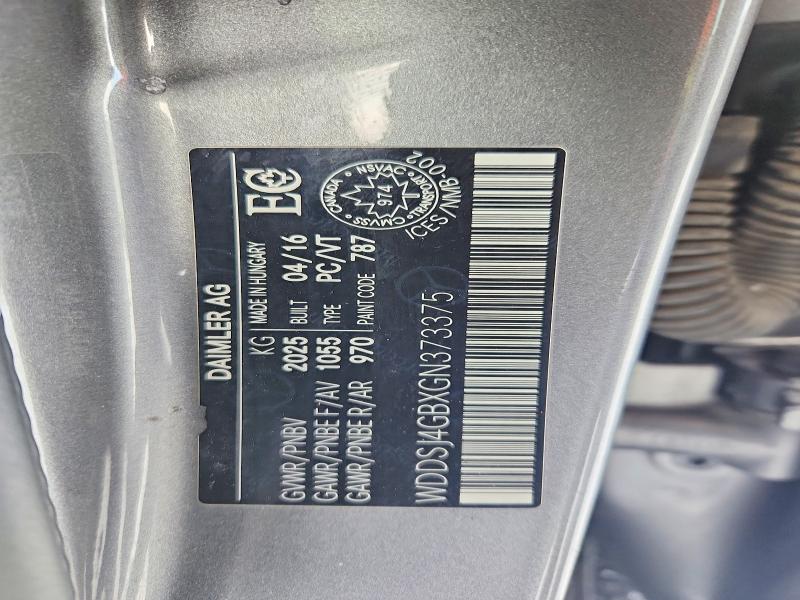 DAIMLER AG
KG MADE IN HUNGARY
GVWR/PNBV 2025 BUILT 04/16
GAWR/PNBE F/AV 1055 TYPE PC/VT
GAWR/PNBE R/AR 970 PAINT CODE 787
EC
CANADA NSVAC
974
CMVSS TRANSPORT
ICES/NMB-002
WDDSJ4GBXGN373375